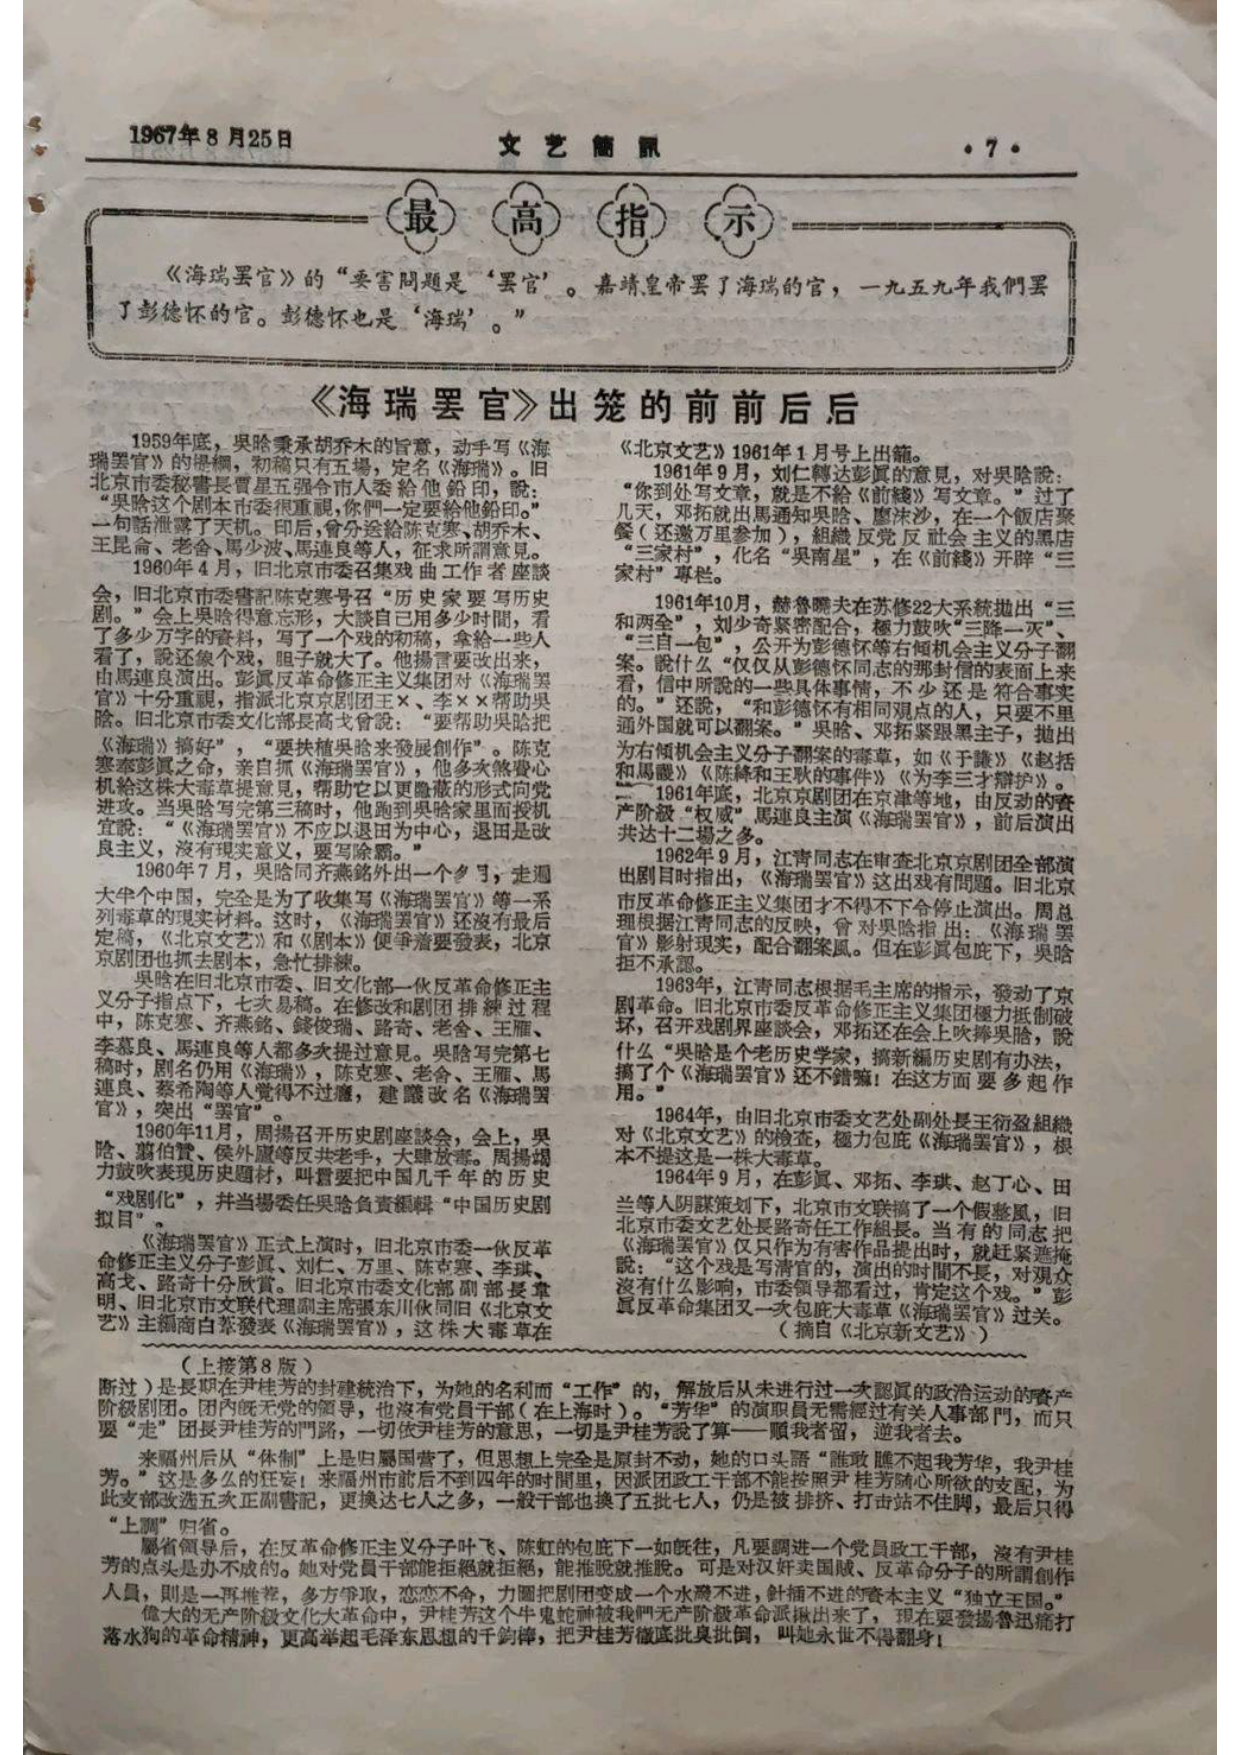 1967年8月25日
文艺簡訊
·7·
最高指示
《海瑞罢官》的“要害問題是‘罢官’。嘉靖皇帝罢了海瑞的官，一九五九年我們罢
了彭德怀的官。彭德怀也是‘海瑞’。”
《海瑞罢官》出笼的前前后后
1959年底，吳晗秉承胡乔木的旨意，动手写《海
瑞罢官》的提綱，初稿只有五場，定名《海瑞》。旧
北京市委秘書长賈星五强令市人委給他鉛印，說：
“吳晗这个剧本市委很重視，你們一定要給他鉛印。”
一句話泄露了天机。印后，曾分送給陈克寒、胡乔木、
王昆侖、老舍、馬少波、馬連良等人，征求所謂意見。
1960年4月，旧北京市委召集戏曲工作者座談
会，旧北京市委書記陈克寒号召“历史家要写历史
剧。”会上吳晗得意忘形，大談自己用多少时間，看
了多少万字的資料，写了一个戏的初稿，拿給一些人
看了，說还象个戏，胆子就大了。他揚言要改出来，
由馬連良演出。彭眞反革命修正主义集团对《海瑞罢
官》十分重視，指派北京京剧团王×、李××帮助吳
晗。旧北京市委文化部長高戈曾說：“要帮助吳晗把
《海瑞》搞好”，“要扶植吳晗来發展創作”。陈克
寒奉彭眞之命，亲自抓《海瑞罢官》，他多次煞費心
机給这株大毒草提意見，帮助它以更隐蔽的形式向党
进攻。当吳晗写完第三稿时，他跑到吳晗家里面授机
宜說：“《海瑞罢官》不应以退田为中心，退田是改
良主义，沒有現实意义，要写除霸。”
1960年7月，吳晗同齐燕銘外出一个多月，走遍
大半个中国，完全是为了收集写《海瑞罢官》等一系
列毒草的現实材料。这时，《海瑞罢官》还沒有最后
定稿，《北京文艺》和《剧本》便爭着要發表，北京
京剧团也抓去剧本，急忙排練。
吳晗在旧北京市委、旧文化部一伙反革命修正主
义分子指点下，七次易稿。在修改和剧团排練过程
中，陈克寒、齐燕銘、錢俊瑞、路奇、老舍、王雁、
李慕良、馬連良等人都多次提过意見。吳晗写完第七
稿时，剧名仍用《海瑞》，陈克寒、老舍、王雁、馬
連良、蔡希陶等人覚得不过癮，建議改名《海瑞罢
官》，突出“罢官”。
1960年11月，周揚召开历史剧座談会，会上，吳
晗、翦伯贊、侯外廬等反共老手，大肆放毒。周揚竭
力鼓吹表現历史題材，叫囂要把中国几千年的历史
“戏剧化”，幷当場委任吳晗負責編輯“中国历史剧
拟目”。
《海瑞罢官》正式上演时，旧北京市委一伙反革
命修正主义分子彭眞、刘仁、万里、陈克寒、李琪、
高戈、路奇十分欣賞。旧北京市委文化部副部長韋
明、旧北京市文联代理副主席張东川伙同旧《北京文
艺》主編商白葦發表《海瑞罢官》，这株大毒草在
《北京文艺》1961年1月号上出籠。
1961年9月，刘仁轉达彭眞的意見，对吳晗說：
“你到处写文章，就是不給《前綫》写文章。”过了
几天，邓拓就出馬通知吳晗、廖沫沙，在一个飯店聚
餐（还邀万里参加），組織反党反社会主义的黑店
“三家村”，化名“吳南星”，在《前綫》开辟“三
家村”專栏。
1961年10月，赫魯曉夫在苏修22大系統拋出“三
和两全”，刘少奇紧密配合，極力鼓吹“三降一灭”、
“三自一包”，公开为彭德怀等右傾机会主义分子翻
案。說什么“仅仅从彭德怀同志的那封信的表面上来
看，信中所說的一些具体事情，不少还是符合事实
的。”还說，“和彭德怀有相同观点的人，只要不里
通外国就可以翻案。”吳晗、邓拓紧跟黑主子，拋出
为右傾机会主义分子翻案的毒草，如《于謙》《赵括
和馬謖》《陈絳和王耿的事件》《为李三才辯护》。
1961年底，北京京剧团在京津等地，由反动的資
产阶級“权威”馬連良主演《海瑞罢官》，前后演出
共达十二場之多。
1962年9月，江青同志在审查北京京剧团全部演
出剧目时指出，《海瑞罢官》这出戏有問題。旧北京
市反革命修正主义集团才不得不下令停止演出。周总
理根据江青同志的反映，曾对吳晗指出：《海瑞罢
官》影射現实，配合翻案風。但在彭眞包庇下，吳晗
拒不承認。
1963年，江青同志根据毛主席的指示，發动了京
剧革命。旧北京市委反革命修正主义集团極力抵制破
坏，召开戏剧界座談会，邓拓还在会上吹捧吳晗，說
什么“吳晗是个老历史学家，搞新編历史剧有办法，
搞了个《海瑞罢官》还不錯嘛！在这方面要多起作
用。”
1964年，由旧北京市委文艺处副处長王衍盈組織
对《北京文艺》的檢查，極力包庇《海瑞罢官》，根
本不提这是一株大毒草。
1964年9月，在彭眞、邓拓、李琪、赵丁心、田
兰等人阴謀策划下，北京市文联搞了一个假整風，旧
北京市委文艺处長路奇任工作組長。当有的同志把
《海瑞罢官》仅只作为有害作品提出时，就赶紧遮掩
說：“这个戏是写清官的，演出的时間不長，对观众
沒有什么影响，市委領导都看过，肯定这个戏。”彭
眞反革命集团又一次包庇大毒草《海瑞罢官》过关。
（摘自《北京新文艺》）
（上接第8版）
断过）是長期在尹桂芳的封建統治下，为她的名利而“工作”的，解放后从未进行过一次認眞的政治运动的資产
阶級剧团。团内既无党的領导，也沒有党員干部（在上海时）。“芳华”的演职員无需經过有关人事部門，而只
要“走”团長尹桂芳的門路，一切依尹桂芳的意思，一切是尹桂芳說了算——順我者留，逆我者去。
来福州后从“体制”上是归屬国营了，但思想上完全是原封不动，她的口头語“誰敢瞧不起我芳华，我尹桂
芳。”这是多么的狂妄！来福州市前后不到四年的时間里，因派团政工干部不能按照尹桂芳随心所欲的支配，为
此支部改选五次正副書記，更換达七人之多，一般干部也換了五批七人，仍是被排挤、打击站不住脚，最后只得
“上調”归省。
屬省領导后，在反革命修正主义分子叶飞、陈虹的包庇下一如既往，凡要調进一个党員政工干部，沒有尹桂
芳的点头是办不成的。她对党員干部能拒絕就拒絕，能推脫就推脫。可是对汉奸卖国賊、反革命分子的所謂創作
人員，則是一再推荐，多方爭取，恋恋不舍，力圖把剧团变成一个水潑不进，針插不进的資本主义“独立王国。”
偉大的无产阶級文化大革命中，尹桂芳这个牛鬼蛇神被我們无产阶級革命派揪出来了，現在要發揚魯迅痛打
落水狗的革命精神，更高举起毛泽东思想的千鈞棒，把尹桂芳徹底批臭批倒，叫她永世不得翻身！